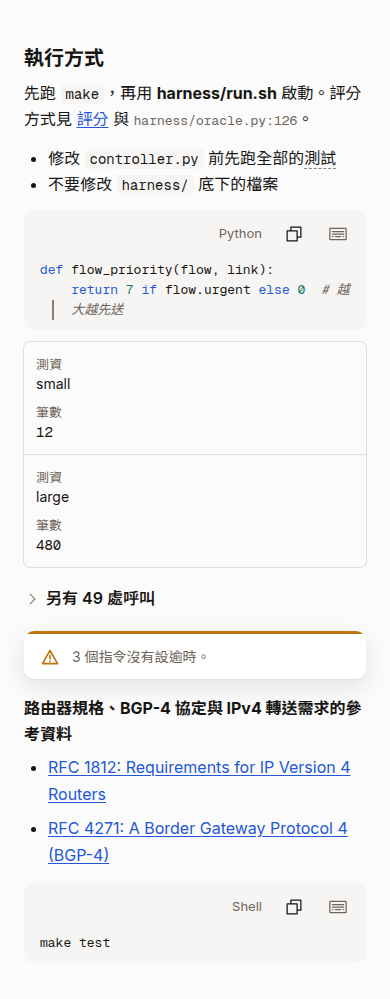 執行方式
先跑 make，再用 harness/run.sh 啟動。評分
方式見 評分 與 harness/oracle.py:126。
修改 controller.py 前先跑全部的測試
不要修改 harness/ 底下的檔案
Python
def flow_priority(flow, link):
    return 7 if flow.urgent else 0  # 越
    大越先送
測資
small
筆數
12
測資
large
筆數
480
另有 49 處呼叫
3 個指令沒有設逾時。
路由器規格、BGP-4 協定與 IPv4 轉送需求的參
考資料
RFC 1812: Requirements for IP Version 4
Routers
RFC 4271: A Border Gateway Protocol 4
(BGP-4)
Shell
make test